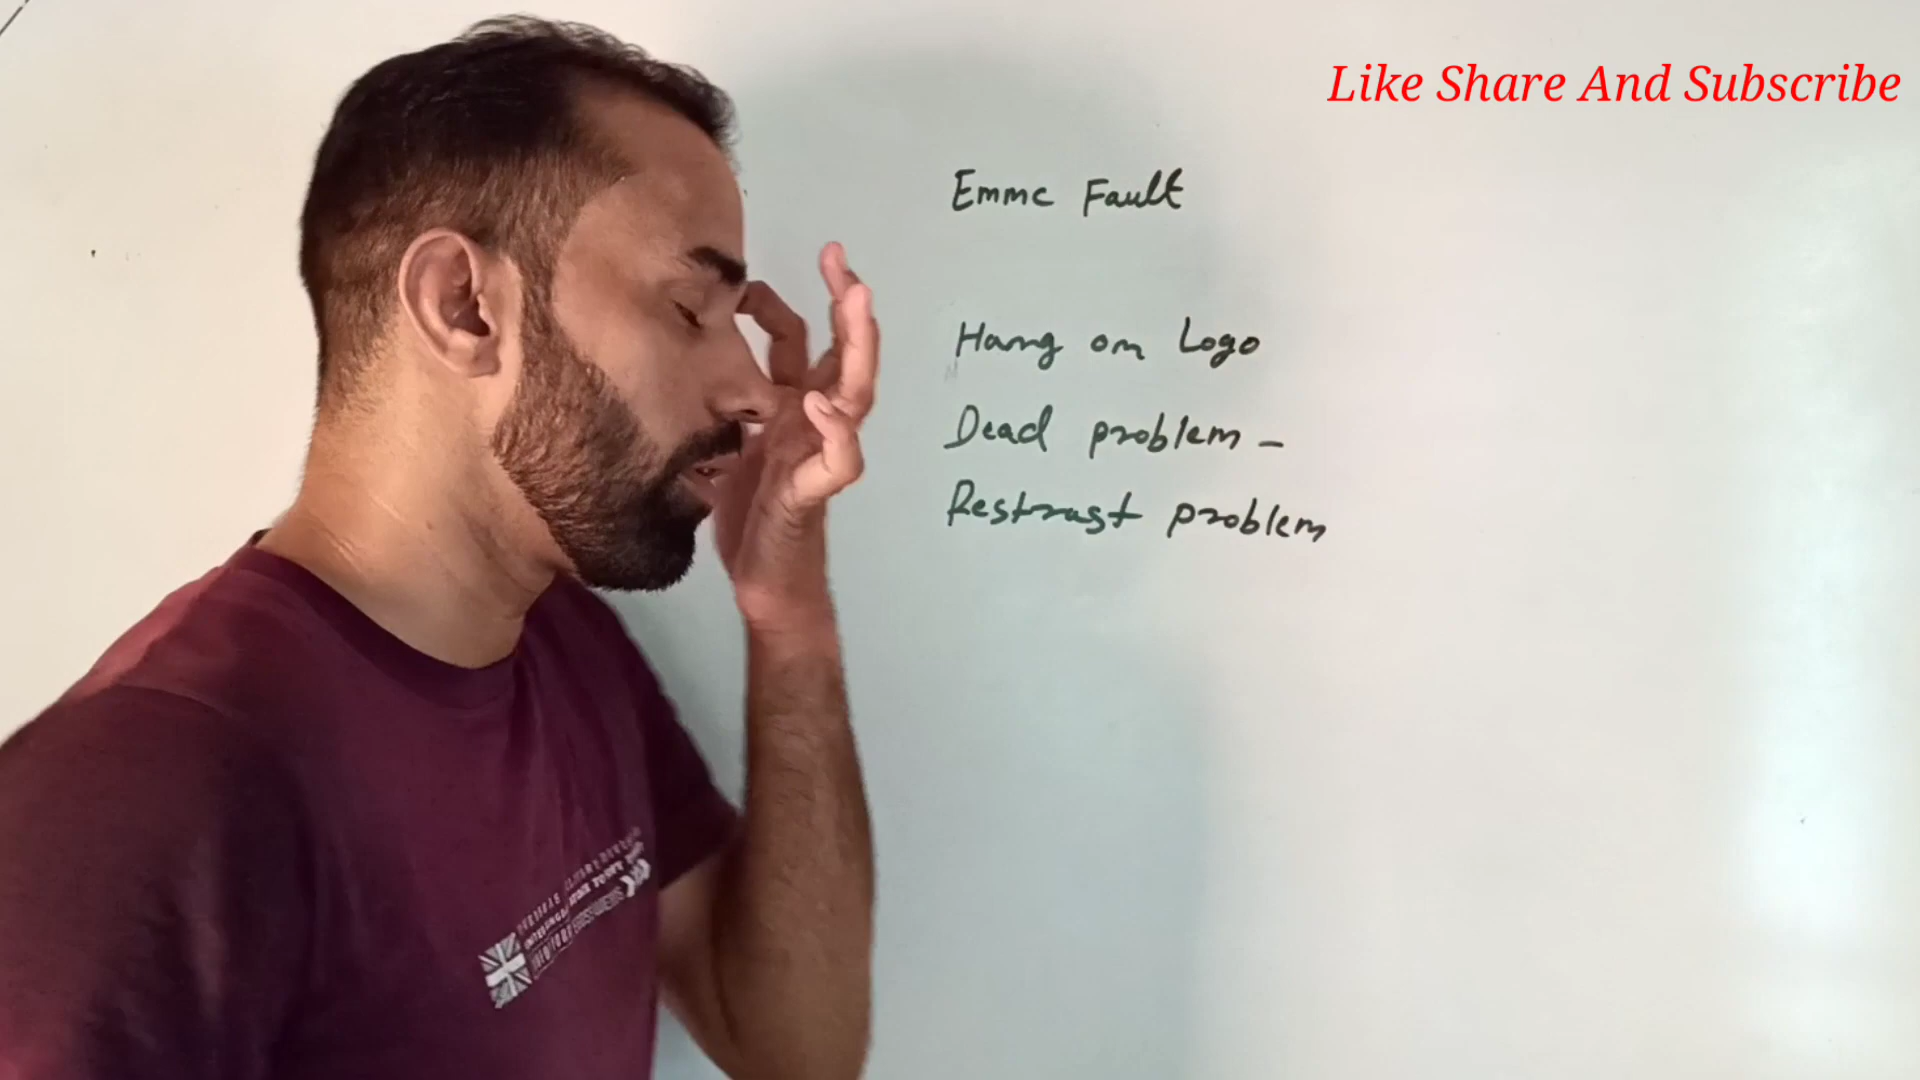 Like Share And Subscribe
Emmc Fault
Hang on Logo
Dead problem -
Restrast problem